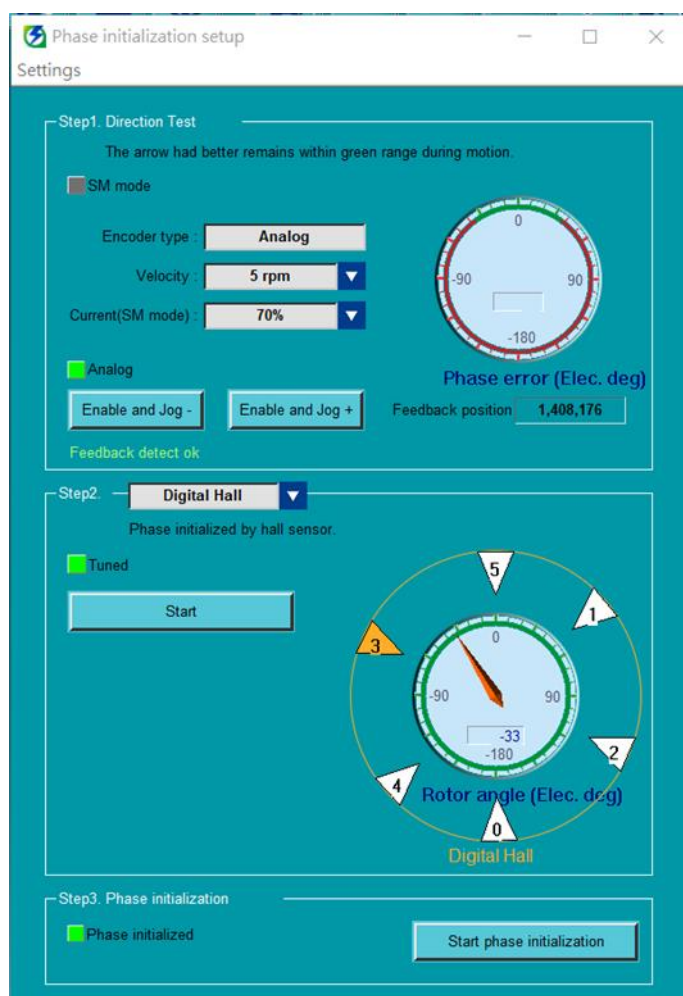 Phase initialization setup
Settings
Step1. Direction Test
The arrow had better remains within green range during motion.
SM mode
Encoder type : Analog
Velocity : 5 rpm
Current(SM mode) : 70%
0
-90 90
-180
Phase error (Elec. deg)
Analog
Enable and Jog - Enable and Jog + Feedback position 1,408,176
Feedback detect ok
Step2. Digital Hall
Phase initialized by hall sensor.
Tuned
Start
5
1
3
0
-90 90
-33
-180
2
4
Rotor angle (Elec. deg)
0
Digital Hall
Step3. Phase initialization
Phase initialized
Start phase initialization